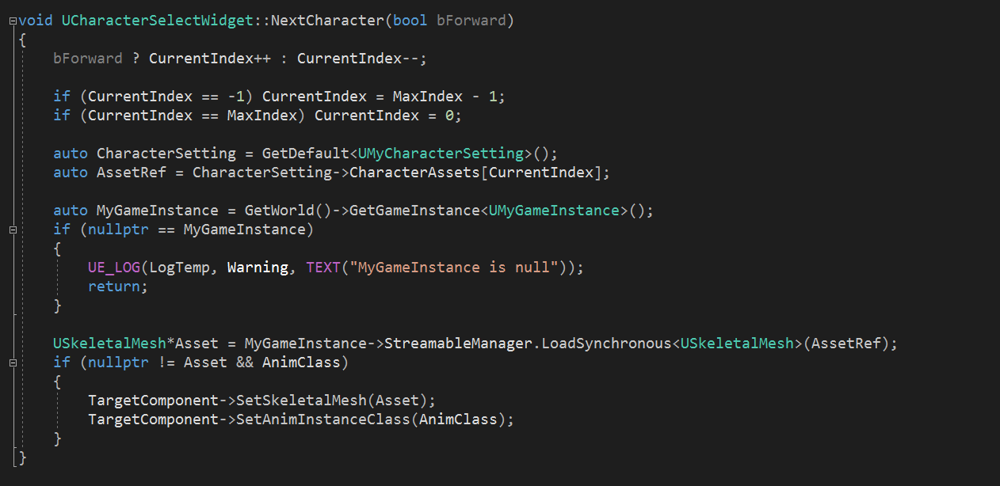 void UCharacterSelectWidget::NextCharacter(bool bForward)
{
bForward ? CurrentIndex++ : CurrentIndex--;
if (CurrentIndex == -1) CurrentIndex = MaxIndex - 1;
if (CurrentIndex == MaxIndex) CurrentIndex = 0;
auto CharacterSetting = GetDefault<UMyCharacterSetting>();
auto AssetRef = CharacterSetting->CharacterAssets[CurrentIndex];
auto MyGameInstance = GetWorld()->GetGameInstance<UMyGameInstance>();
if (nullptr == MyGameInstance)
{
UE_LOG(LogTemp, Warning, TEXT("MyGameInstance is null"));
return;
}
USkeletalMesh*Asset = MyGameInstance->StreamableManager.LoadSynchronous<USkeletalMesh>(AssetRef);
if (nullptr != Asset && AnimClass)
{
TargetComponent->SetSkeletalMesh(Asset);
TargetComponent->SetAnimInstanceClass(AnimClass);
}
}